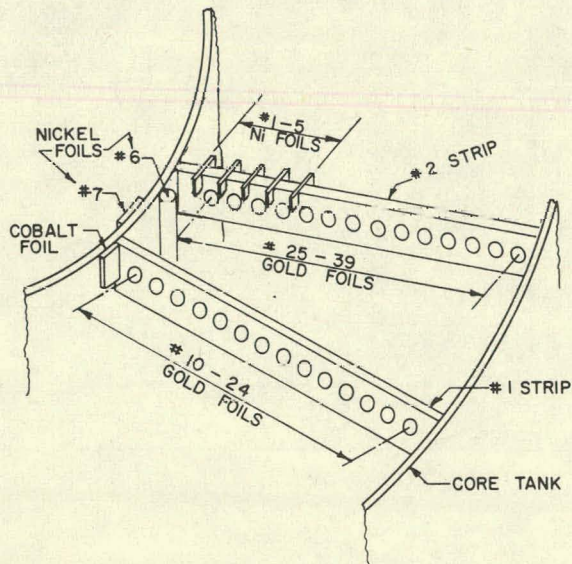 #1-5
Ni FOILS
NICKEL
FOILS
#6
#7
#2 STRIP
COBALT
FOIL
# 25 - 39
GOLD FOILS
# 10 - 24
GOLD FOILS
#1 STRIP
CORE TANK